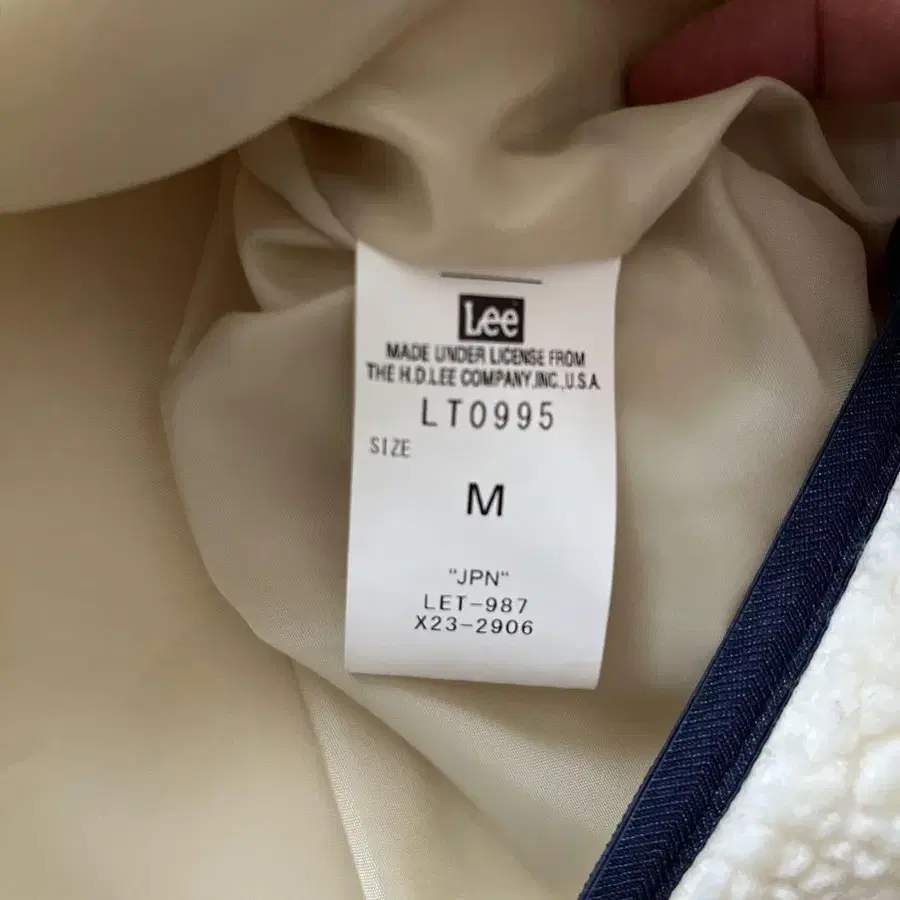 Lee
MADE UNDER LICENSE FROM
THE H.D.LEE COMPANY,INC.,U.S.A.
LT0995
SIZE
M
"JPN"
LET-987
X23-2906